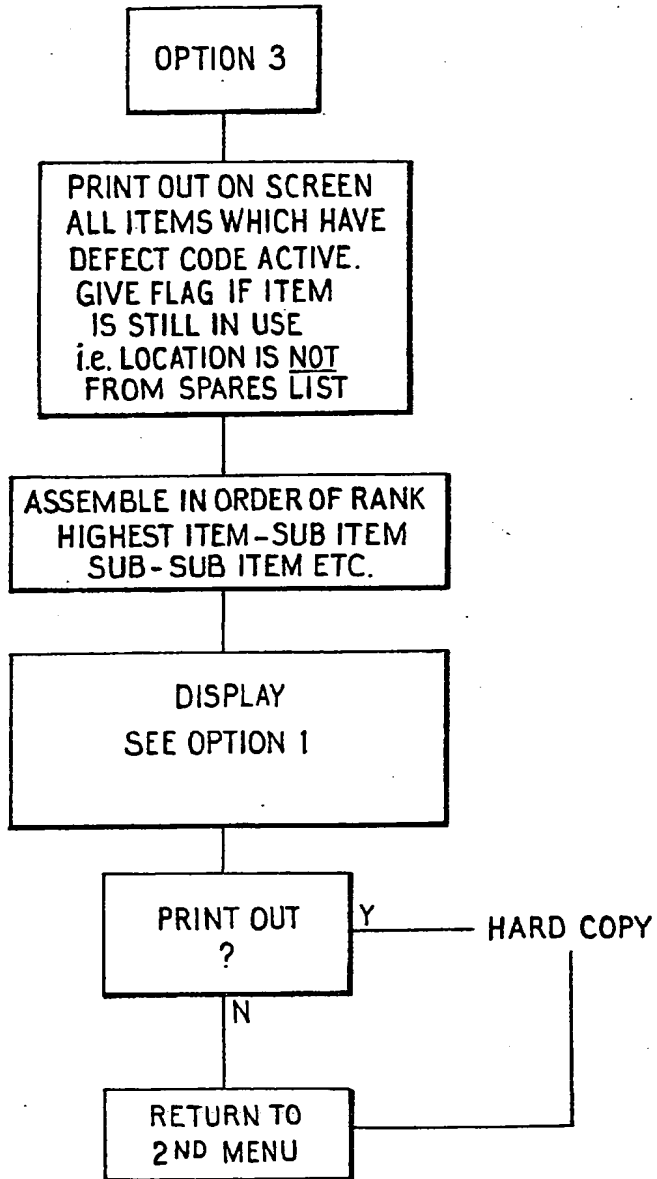 OPTION 3
PRINT OUT ON SCREEN
ALL ITEMS WHICH HAVE
DEFECT CODE ACTIVE.
GIVE FLAG IF ITEM
IS STILL IN USE
i.e. LOCATION IS NOT
FROM SPARES LIST
ASSEMBLE IN ORDER OF RANK
HIGHEST ITEM-SUB ITEM
SUB-SUB ITEM ETC.
DISPLAY
SEE OPTION 1
PRINT OUT
?
Y
HARD COPY
N
RETURN TO
2ND MENU